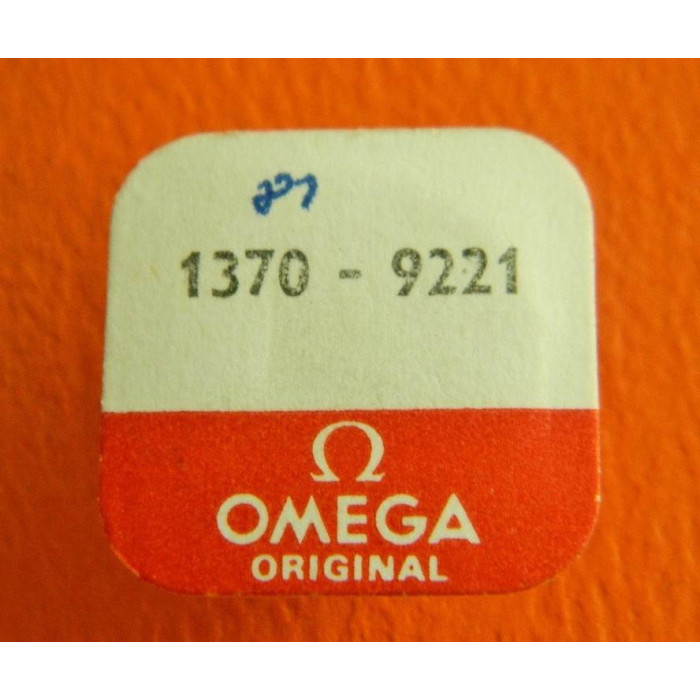 1370 - 9221
Ω
OMEGA
ORIGINAL